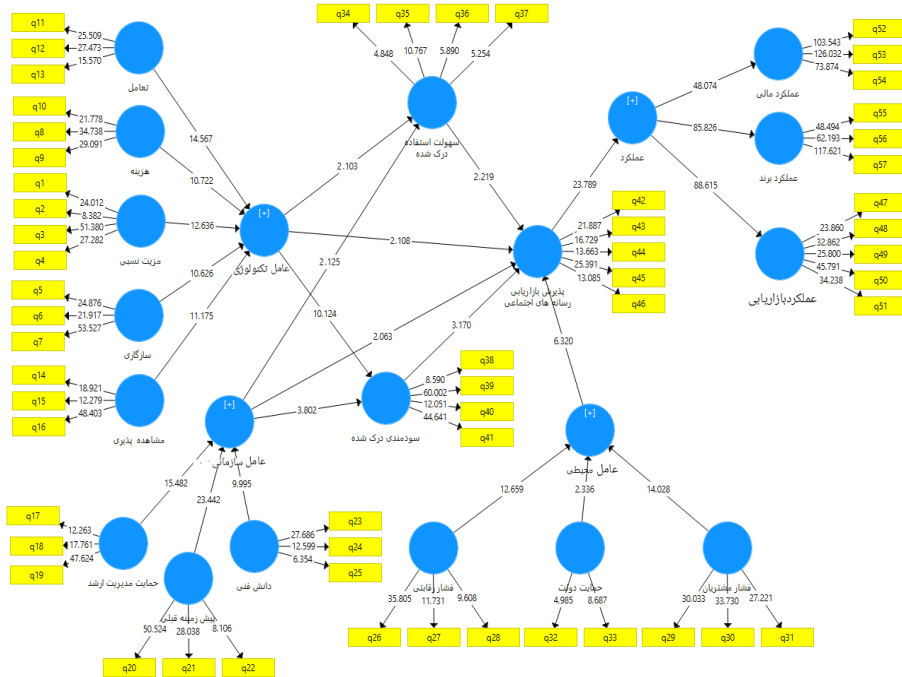 q11
q12
q13
25.509
27.473
15.570
تعامل
q10
q8
q9
21.778
34.738
29.091
هزینه
q1
q2
q3
q4
24.012
8.382
51.380
27.282
مزیت نسبی
q5
q6
q7
24.876
21.917
53.527
سازگاری
q14
q15
q16
18.921
12.279
48.403
مشاهده پذیری
14.567
10.722
12.636
10.626
11.175
[+]
عامل تکنولوژی
q34
q35
q36
q37
4.848
10.767
5.890
5.254
سهولت استفاده
درک شده
2.103
2.125
2.219
2.108
10.124
2.063
3.802
3.170
[+]
عامل سازمانی
q38
q39
q40
q41
8.590
60.002
12.051
44.641
سودمندی درک شده
پذیرش بازاریابی
رسانه های اجتماعی
q42
q43
q44
q45
q46
21.887
16.729
13.663
25.391
13.085
23.789
6.320
[+]
عملکرد
48.074
85.826
88.615
q52
q53
q54
103.543
126.032
73.874
عملکرد مالی
q55
q56
q57
48.494
62.193
117.621
عملکرد برند
q47
q48
q49
q50
q51
23.860
32.862
25.800
45.791
34.238
عملکردبازاریابی
[+]
عامل محیطی
12.659
2.336
14.028
15.482
23.442
9.995
q17
q18
q19
12.263
17.761
47.624
حمایت مدیریت ارشد
پیش زمینه قبلی
50.524
28.038
8.106
q20
q21
q22
دانش فنی
27.686
12.599
6.354
q23
q24
q25
فشار رقابتی
35.805
11.731
9.608
q26
q27
q28
حمایت دولت
4.985
8.687
q32
q33
فشار مشتریان
30.033
33.730
27.221
q29
q30
q31